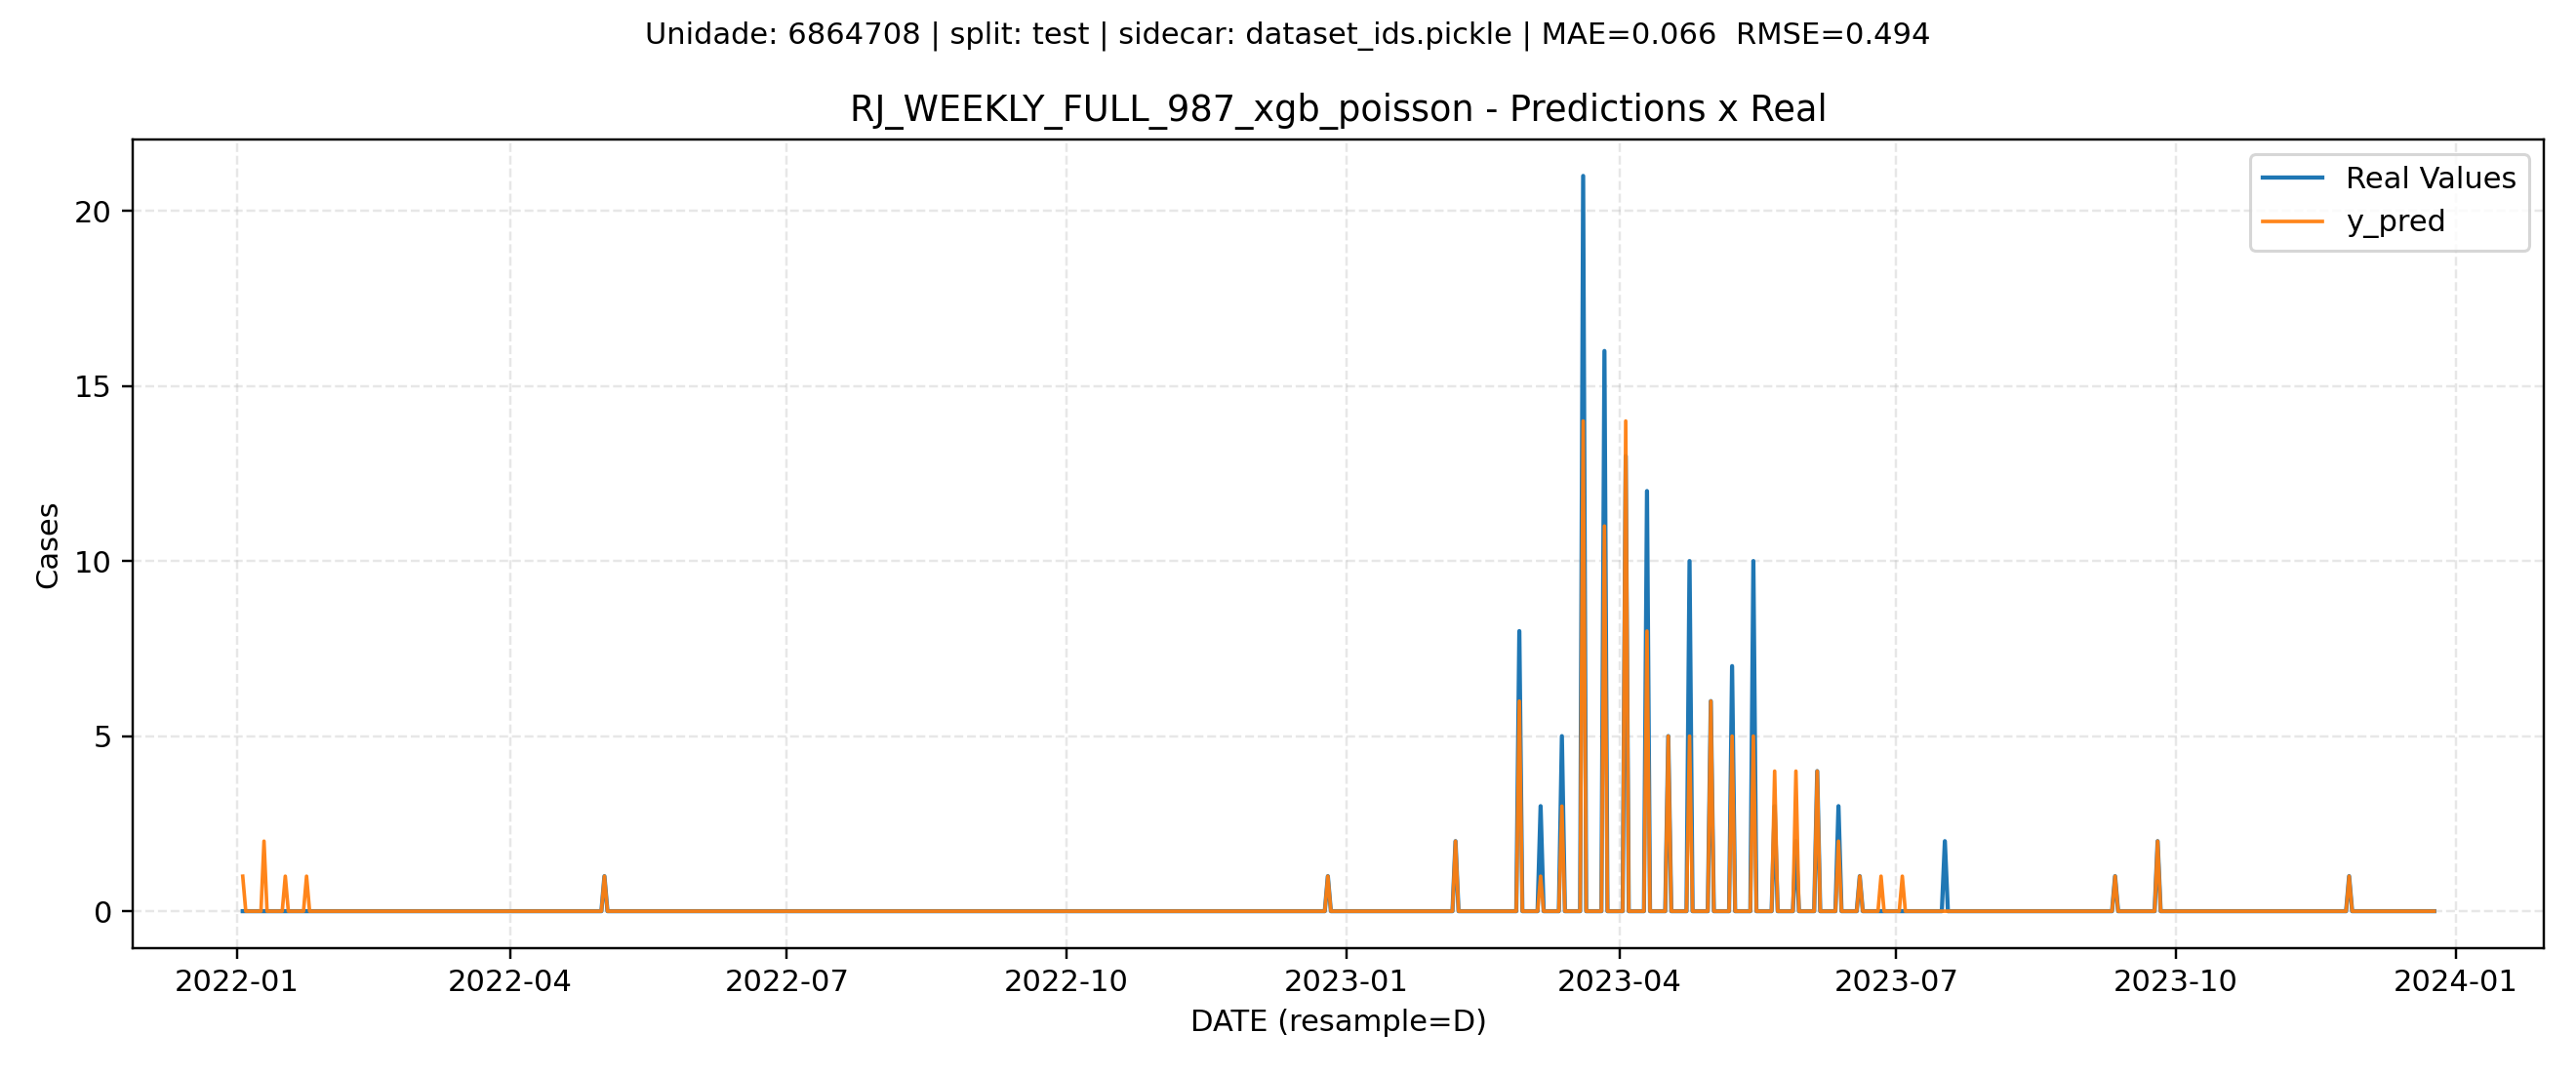 Unidade: 6864708 | split: test | sidecar: dataset_ids.pickle | MAE=0.066  RMSE=0.494
RJ_WEEKLY_FULL_987_xgb_poisson - Predictions x Real
Real Values
y_pred
20
15
10
5
0
Cases
2022-01
2022-04
2022-07
2022-10
2023-01
2023-04
2023-07
2023-10
2024-01
DATE (resample=D)